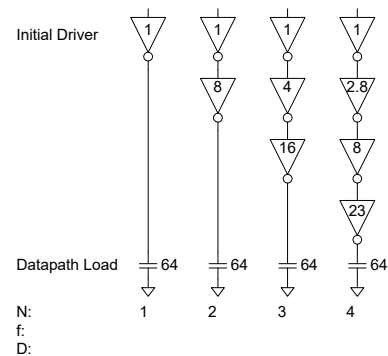 Initial Driver 1 1 1 1
8 4 2.8
16 8
23
Datapath Load 64 64 64 64
N: 1 2 3 4
f:
D: